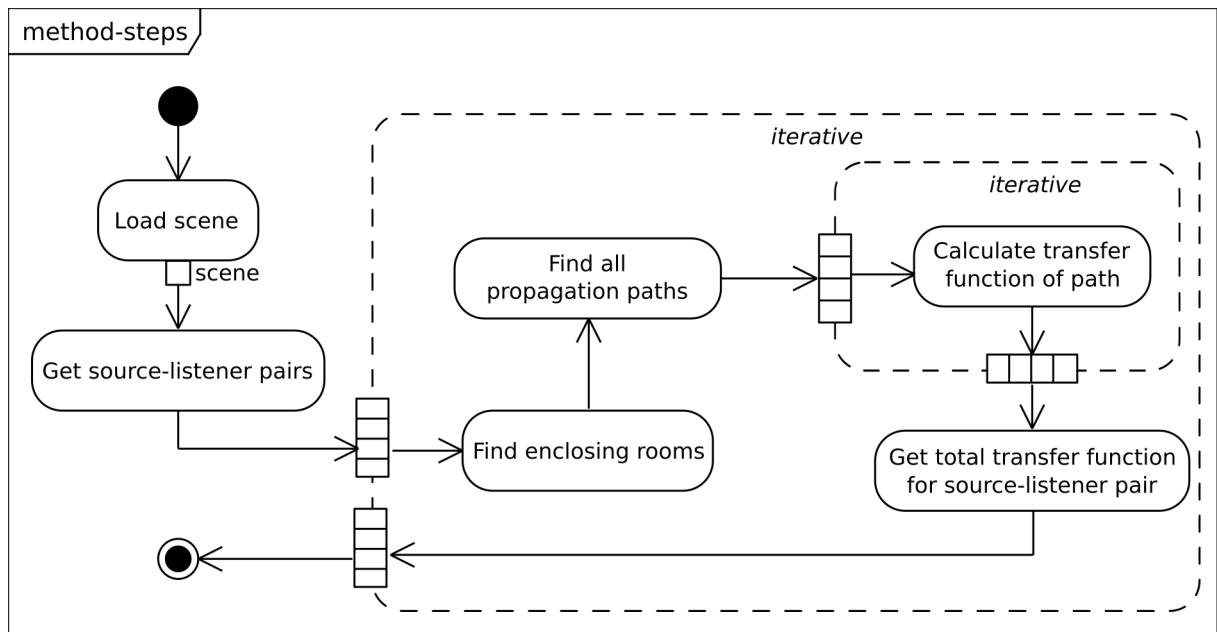 method-steps
Load scene
scene
Get source-listener pairs
iterative
iterative
Find all
propagation paths
Calculate transfer
function of path
Find enclosing rooms
Get total transfer function
for source-listener pair